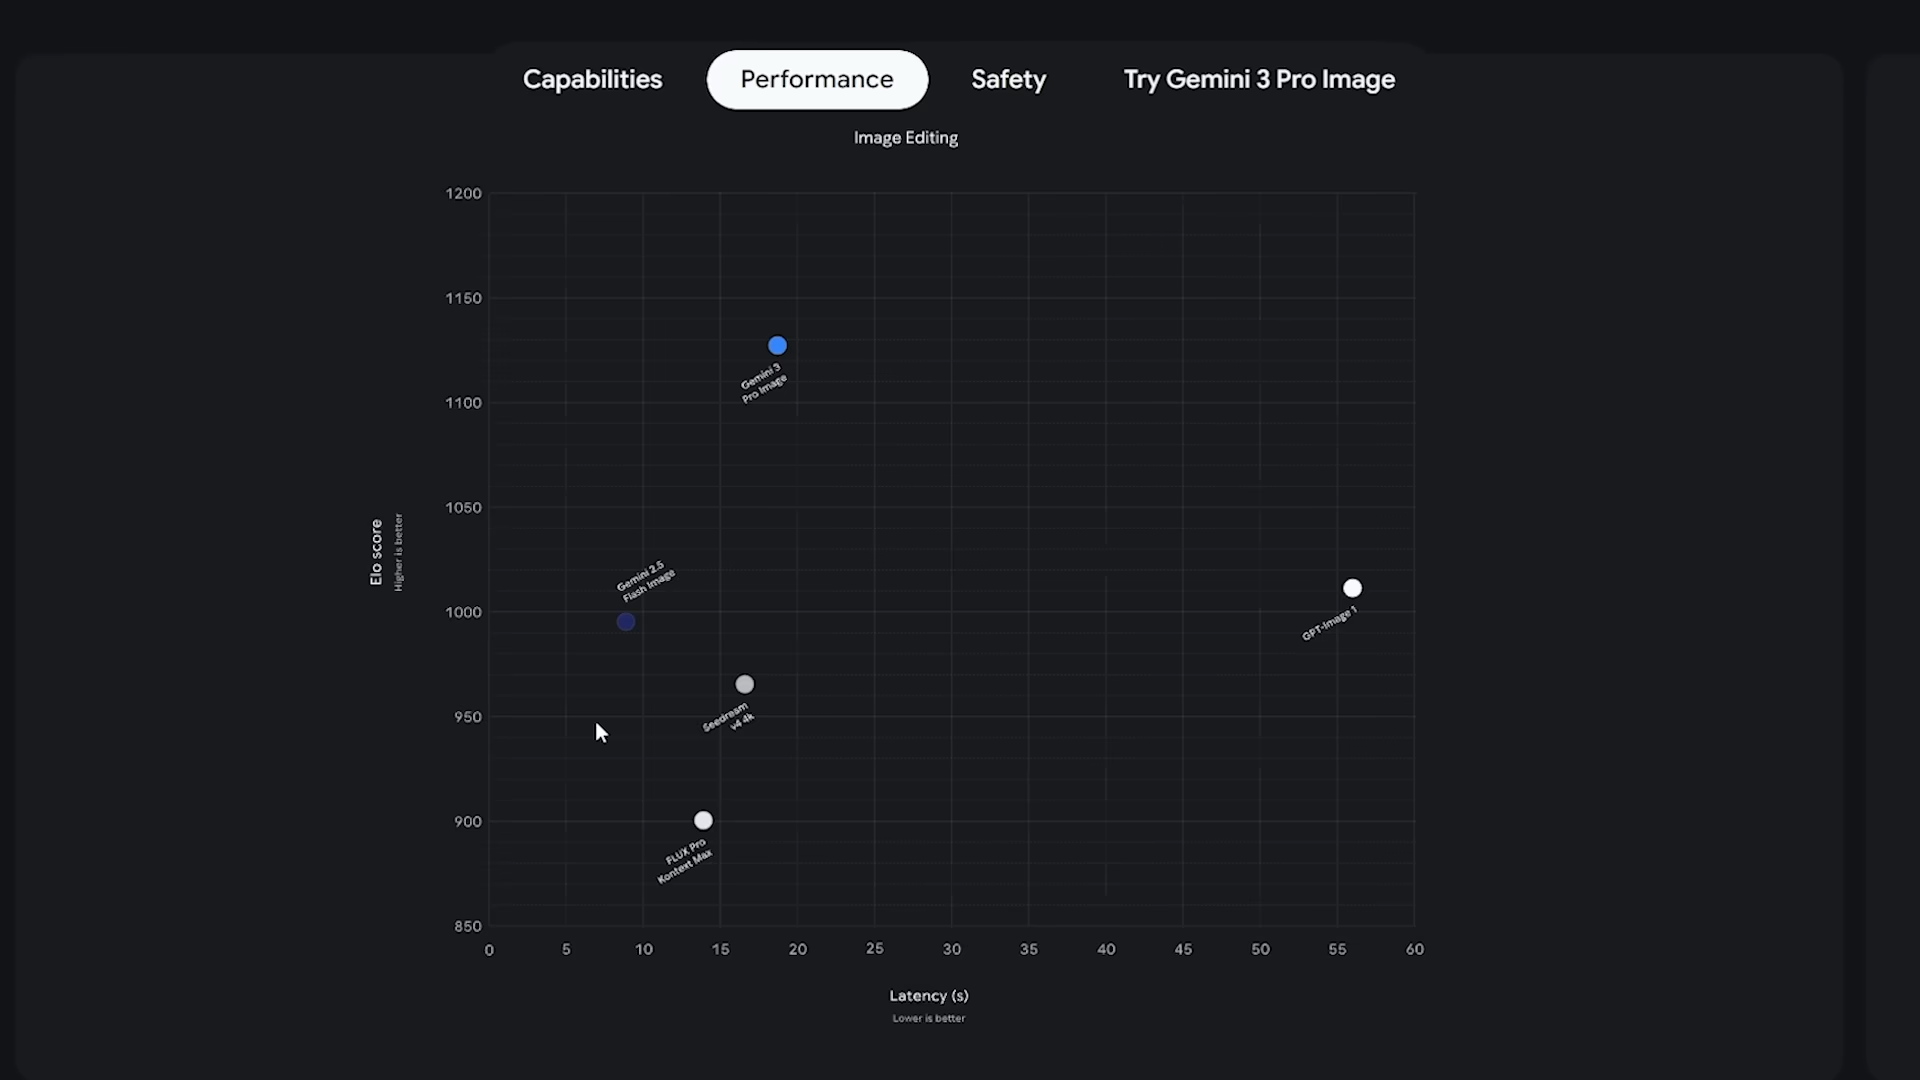 Capabilities
Performance
Safety
Try Gemini 3 Pro Image
Image Editing
1200
1150
1100
1050
1000
950
900
850
Elo score
Higher is better
Gemini 3
Pro Image
Gemini 2.5
Flash Image
GPT-Image 1
Seedream
v4 4k
FLUX Pro
Kontext Max
0 5 10 15 20 25 30 35 40 45 50 55 60
Latency (s)
Lower is better